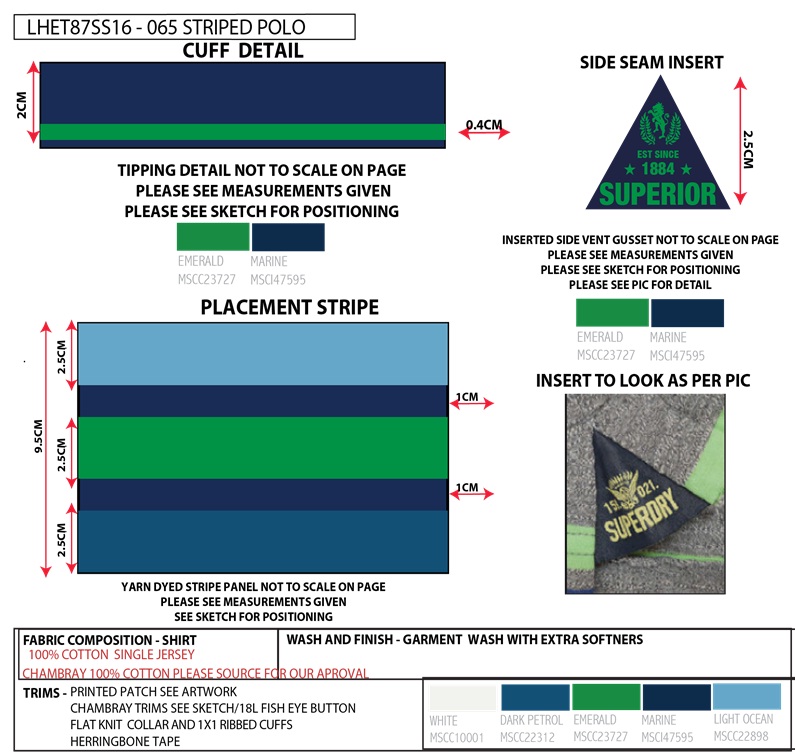 LHET87SS16 - 065 STRIPED POLO
CUFF DETAIL
2CM
0.4CM
TIPPING DETAIL NOT TO SCALE ON PAGE
PLEASE SEE MEASUREMENTS GIVEN
PLEASE SEE SKETCH FOR POSITIONING
EMERALD MARINE
MSCC23727 MSCI47595
SIDE SEAM INSERT
EST SINCE
★ 1884 ★
SUPERIOR
2.5CM
INSERTED SIDE VENT GUSSET NOT TO SCALE ON PAGE
PLEASE SEE MEASUREMENTS GIVEN
PLEASE SEE SKETCH FOR POSITIONING
PLEASE SEE PIC FOR DETAIL
EMERALD MARINE
MSCC23727 MSCI47595
PLACEMENT STRIPE
9.5CM
2.5CM
1CM
2.5CM
1CM
2.5CM
YARN DYED STRIPE PANEL NOT TO SCALE ON PAGE
PLEASE SEE MEASUREMENTS GIVEN
SEE SKETCH FOR POSITIONING
INSERT TO LOOK AS PER PIC
021.
SUPERDRY
FABRIC COMPOSITION - SHIRT
100% COTTON SINGLE JERSEY
CHAMBRAY 100% COTTON PLEASE SOURCE FOR OUR APROVAL
WASH AND FINISH - GARMENT WASH WITH EXTRA SOFTNERS
TRIMS - PRINTED PATCH SEE ARTWORK
CHAMBRAY TRIMS SEE SKETCH/18L FISH EYE BUTTON
FLAT KNIT COLLAR AND 1X1 RIBBED CUFFS
HERRINGBONE TAPE
WHITE DARK PETROL EMERALD MARINE LIGHT OCEAN
MSCC10001 MSCC22312 MSCC23727 MSCI47595 MSCC22898